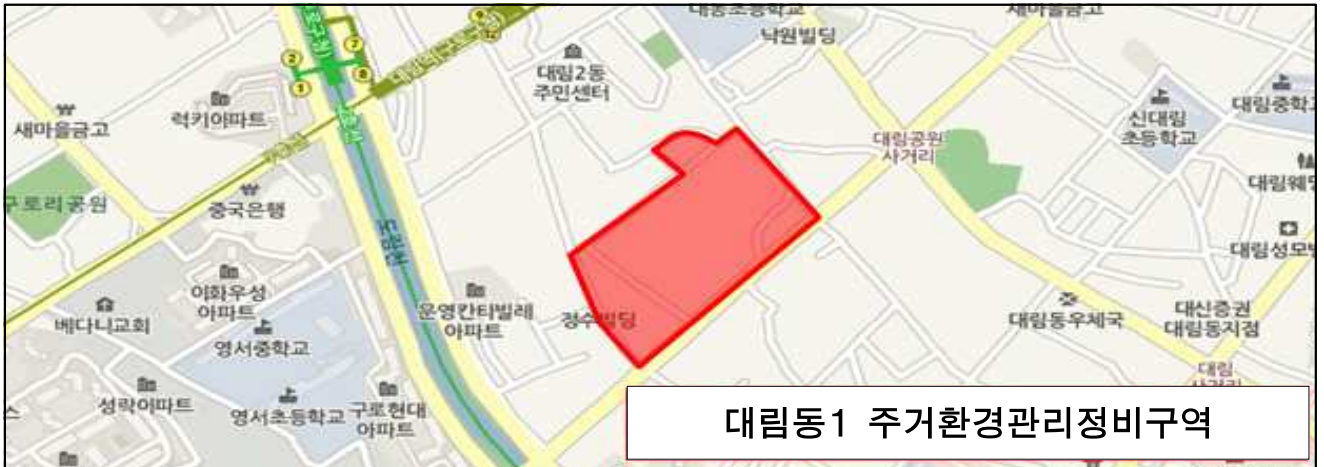 대동초등학교
새마을금고
낙원빌딩
2
7
8
1
대림2동
주민센터
럭키아파트
새마을금고
신대림
초등학교
대림중학교
대림공원
사거리
구로리공원
중국은행
도림천
대림성모병
이화우성
아파트
베다니교회
운영칸타빌레
아파트
정수빌딩
영서중학교
대림동우체국
대신증권
대림동지점
성락아파트
영서초등학교
구로현대
아파트
대림
사거리
대림동1 주거환경관리정비구역